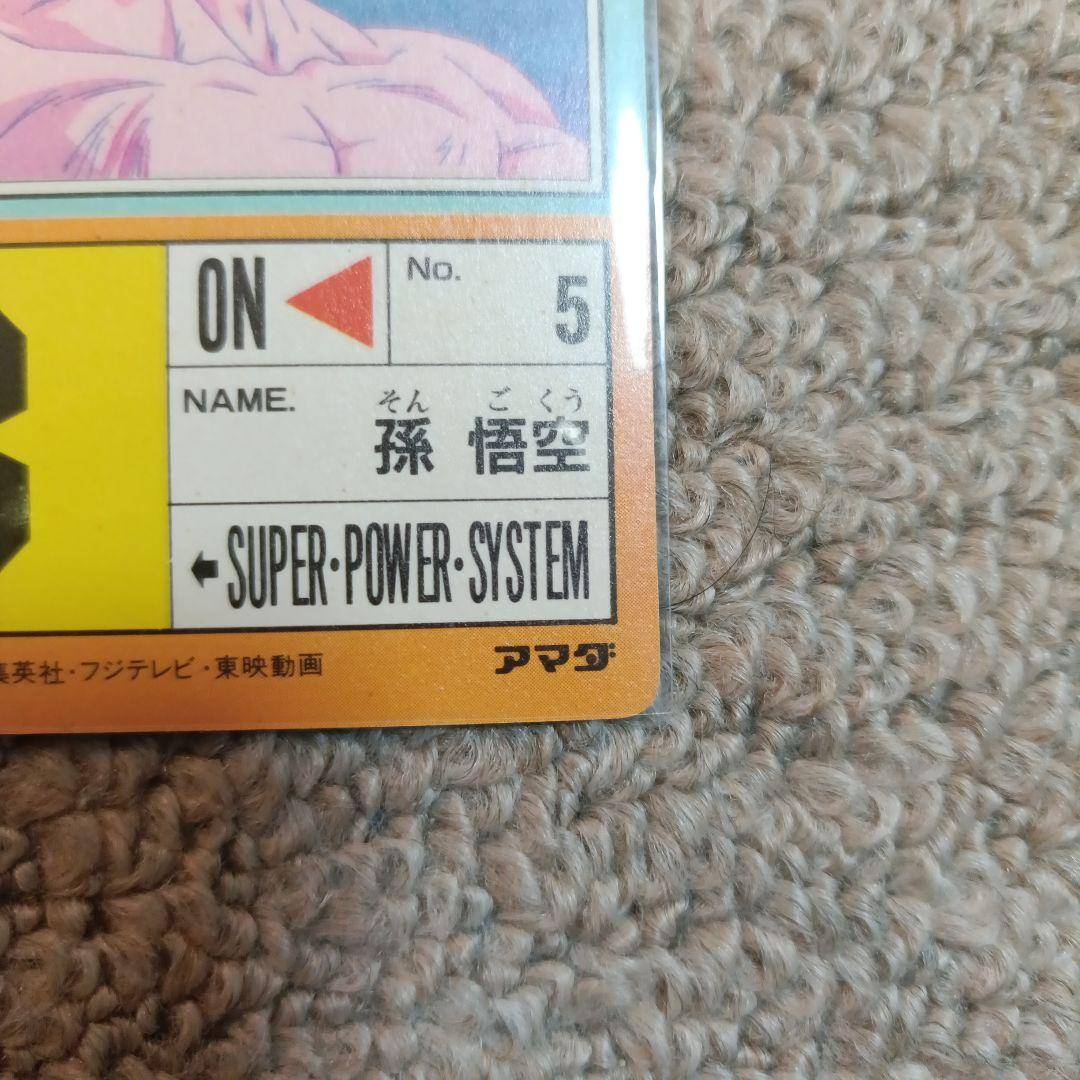 ON
No.
5
NAME.
そん ご くう
孫 悟空
SUPER・POWER・SYSTEM
集英社・フジテレビ・東映動画
アマダ